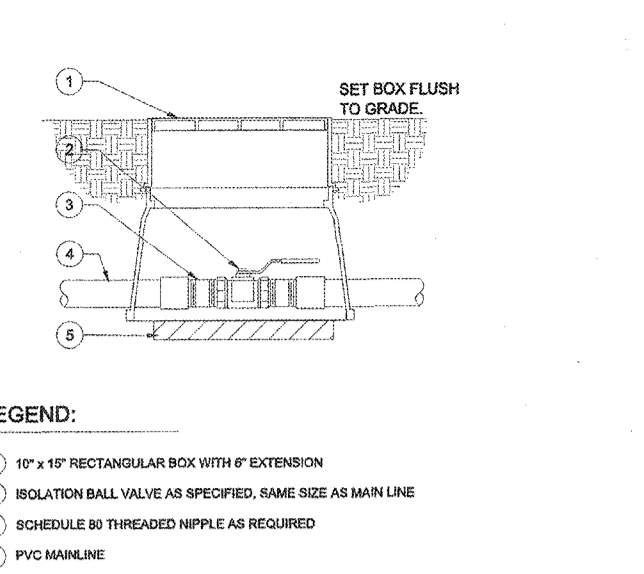 1
SET BOX FLUSH
TO GRADE.
2
3
4
5
EGEND:
10" x 15" RECTANGULAR BOX WITH 6" EXTENSION
ISOLATION BALL VALVE AS SPECIFIED, SAME SIZE AS MAIN LINE
SCHEDULE 80 THREADED NIPPLE AS REQUIRED
PVC MAINLINE